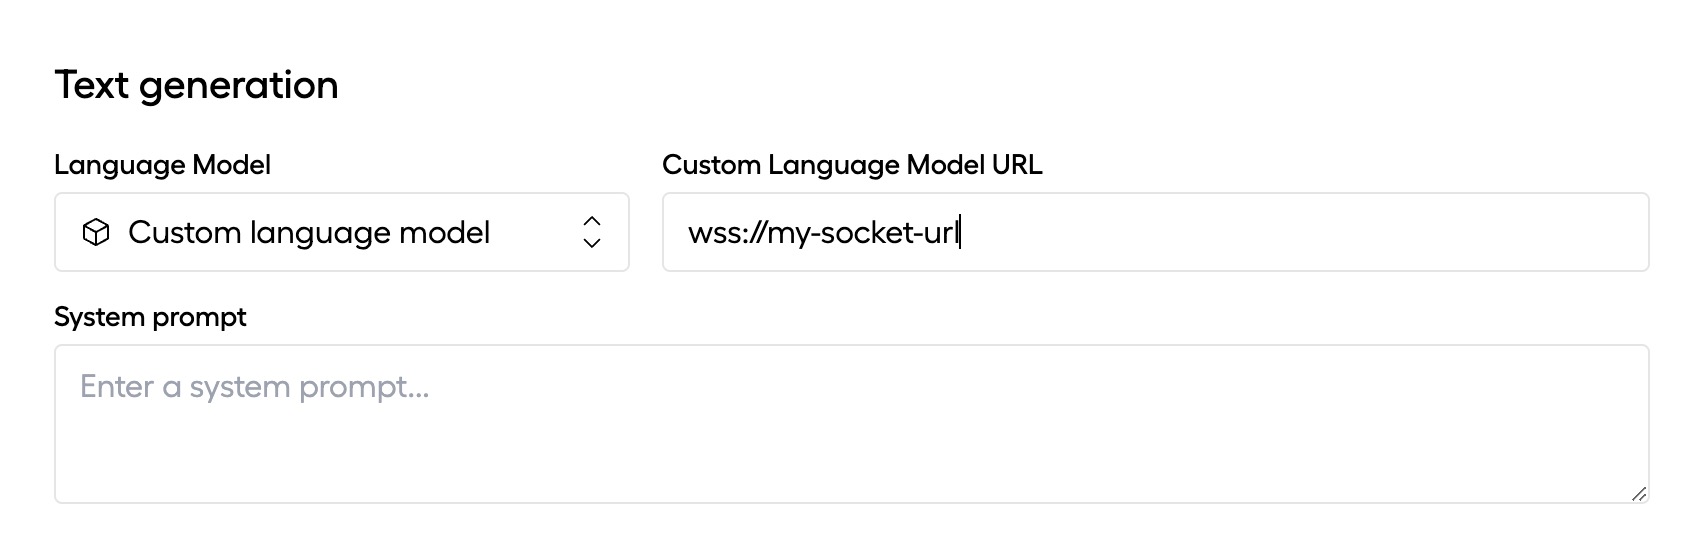 Text generation
Language Model
Custom Language Model URL
Custom language model
wss://my-socket-url
System prompt
Enter a system prompt...